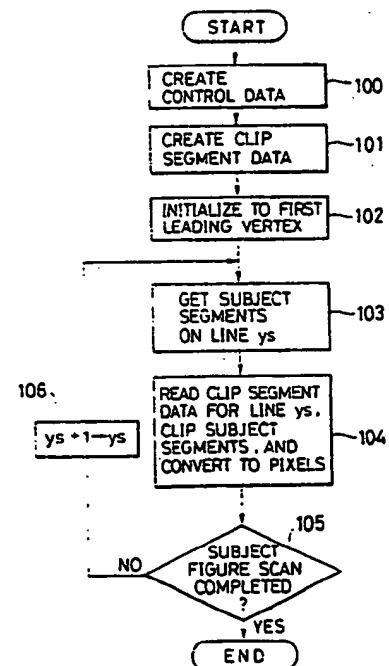 START
CREATE
CONTROL DATA
100
CREATE CLIP
SEGMENT DATA
101
INITIALIZE TO FIRST
LEADING VERTEX
102
GET SUBJECT
SEGMENTS
ON LINE ys
103
READ CLIP SEGMENT
DATA FOR LINE ys,
CLIP SUBJECT
SEGMENTS, AND
CONVERT TO PIXELS
104
106
ys + 1→ys
105
SUBJECT
FIGURE SCAN
COMPLETED
?
NO
YES
END